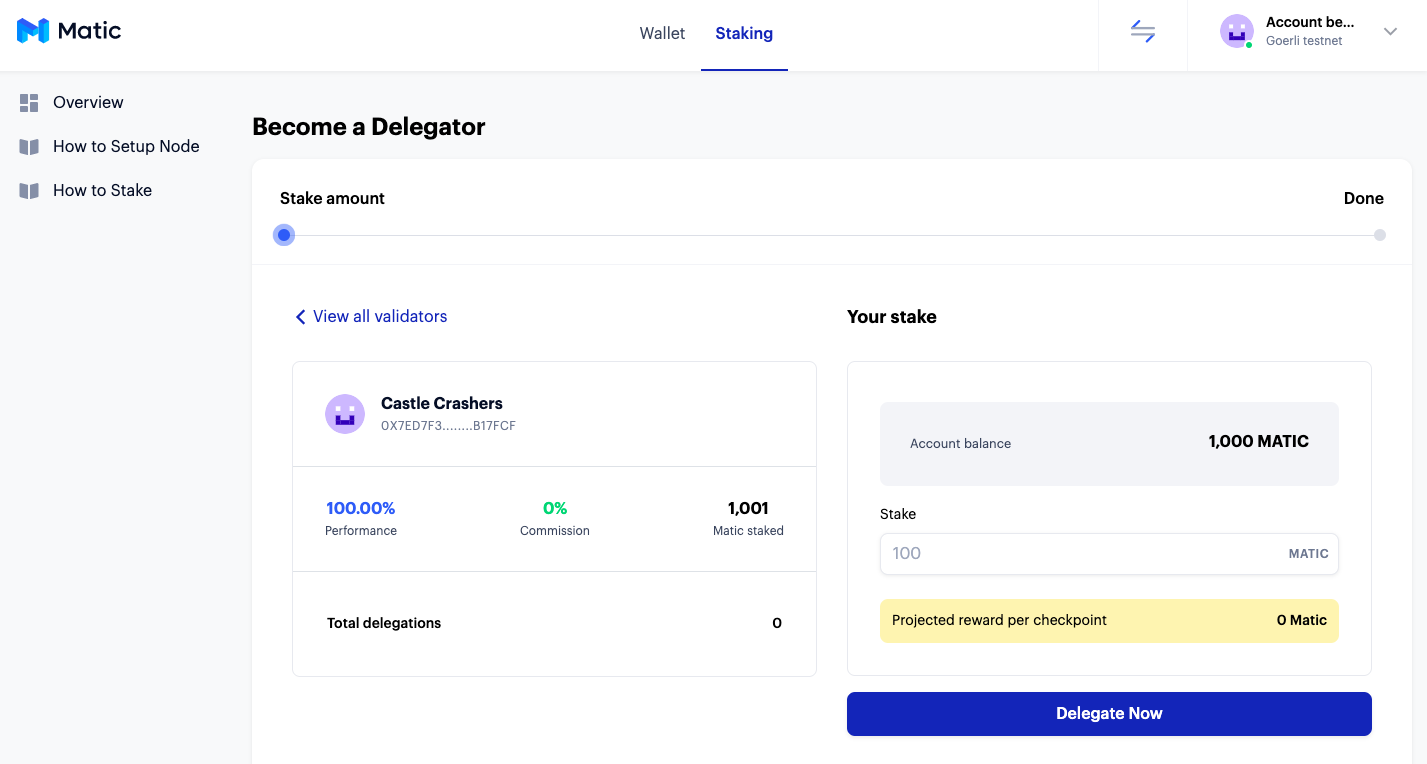 Matic
Wallet
Staking
Account be...
Goerli testnet
Overview
How to Setup Node
How to Stake
Become a Delegator
Stake amount
Done
View all validators
Castle Crashers
0X7ED7F3........B17FCF
100.00%
Performance
0%
Commission
1,001
Matic staked
Total delegations
0
Your stake
Account balance
1,000 MATIC
Stake
100
MATIC
Projected reward per checkpoint
0 Matic
Delegate Now